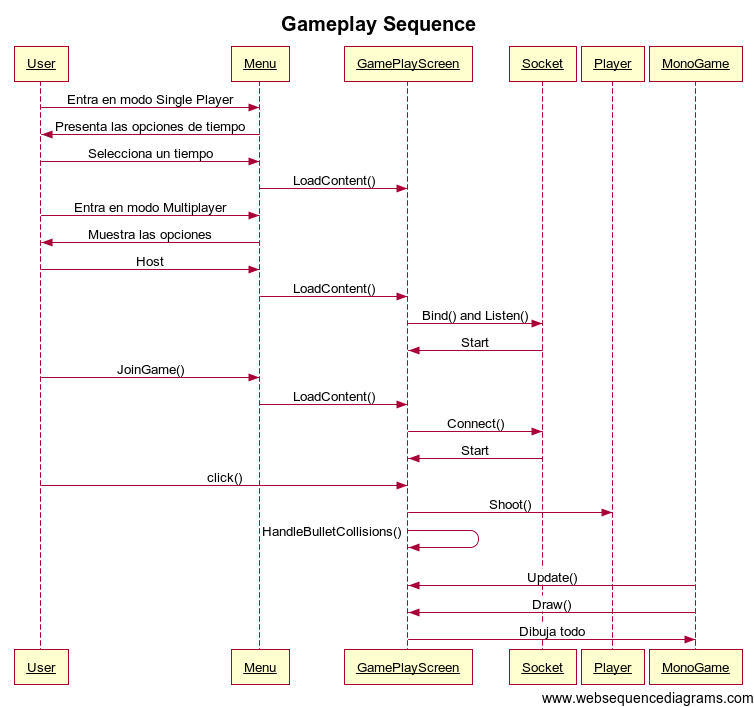 Gameplay Sequence
User Menu GamePlayScreen Socket Player MonoGame
Entra en modo Single Player
Presenta las opciones de tiempo
Selecciona un tiempo
LoadContent()
Entra en modo Multiplayer
Muestra las opciones
Host
LoadContent()
Bind() and Listen()
Start
JoinGame()
LoadContent()
Connect()
Start
click()
Shoot()
HandleBulletCollisions()
Update()
Draw()
Dibuja todo
User Menu GamePlayScreen Socket Player MonoGame
www.websequencediagrams.com